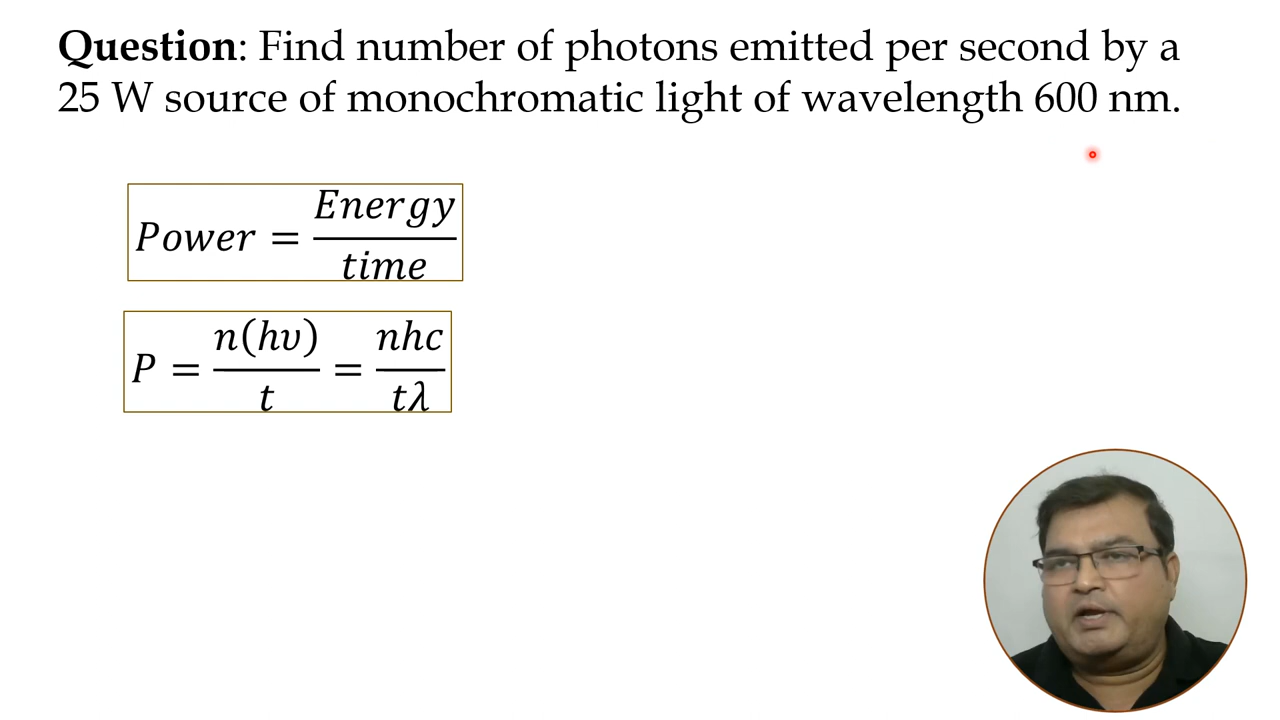 Question: Find number of photons emitted per second by a
25 W source of monochromatic light of wavelength 600 nm.
Power = Energy/time
P = n(hυ)/t = nhc/tλ